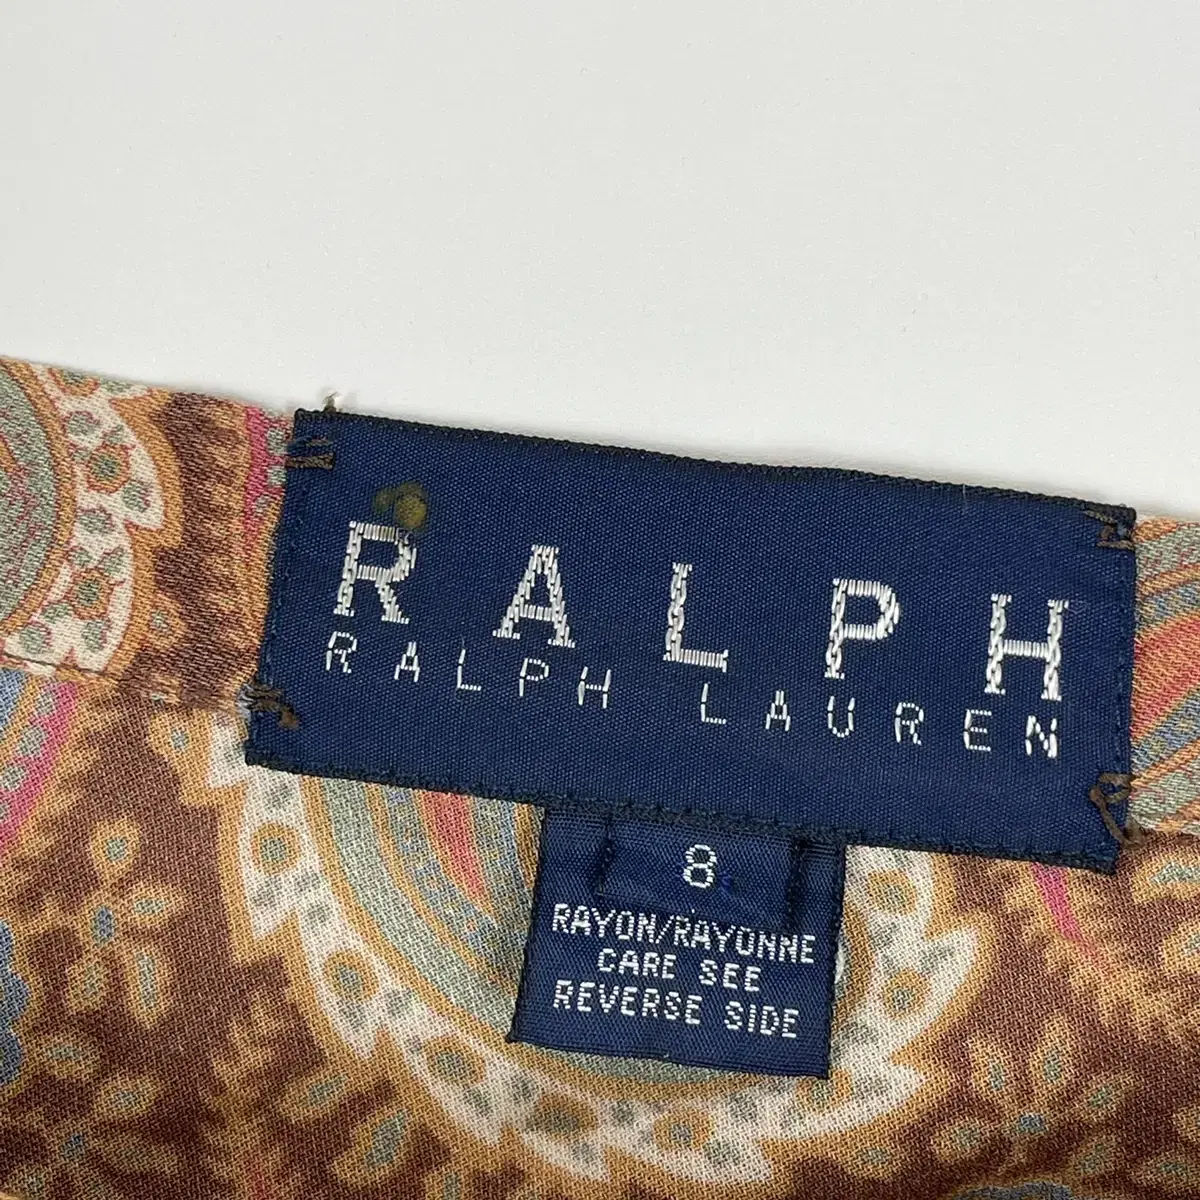 RALPH
RALPH LAUREN
8
RAYON/RAYONNE
CARE SEE
REVERSE SIDE